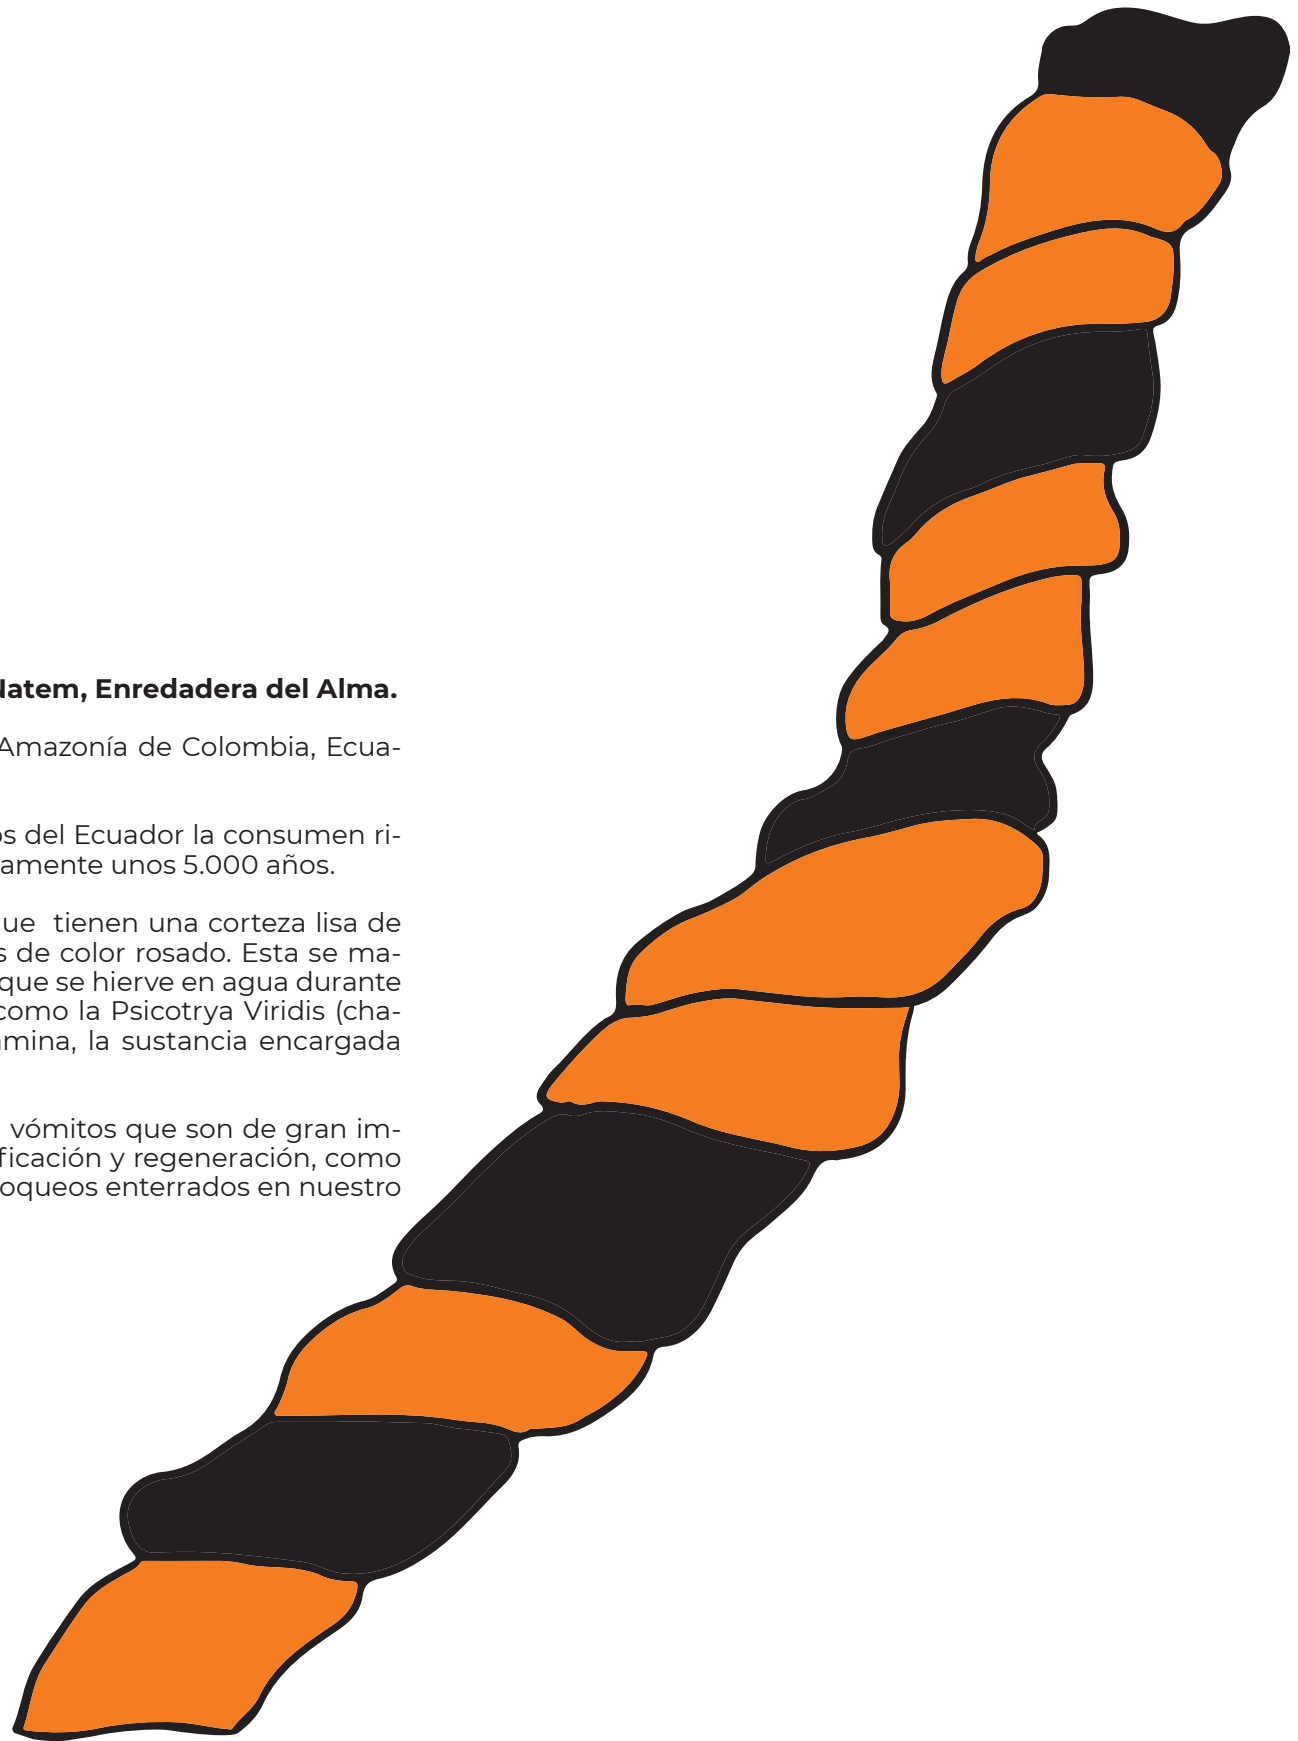 Natem, Enredadera del Alma.
Amazonía de Colombia, Ecua-
os del Ecuador la consumen ri-
amente unos 5.000 años.
ue tienen una corteza lisa de
s de color rosado. Esta se ma-
que se hierve en agua durante
como la Psicotrya Viridis (cha-
mina, la sustancia encargada
vómitos que son de gran im-
ficación y regeneración, como
oqueos enterrados en nuestro